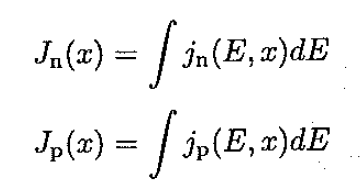 J_n(x) = ∫ j_n(E, x)dE
J_p(x) = ∫ j_p(E, x)dE